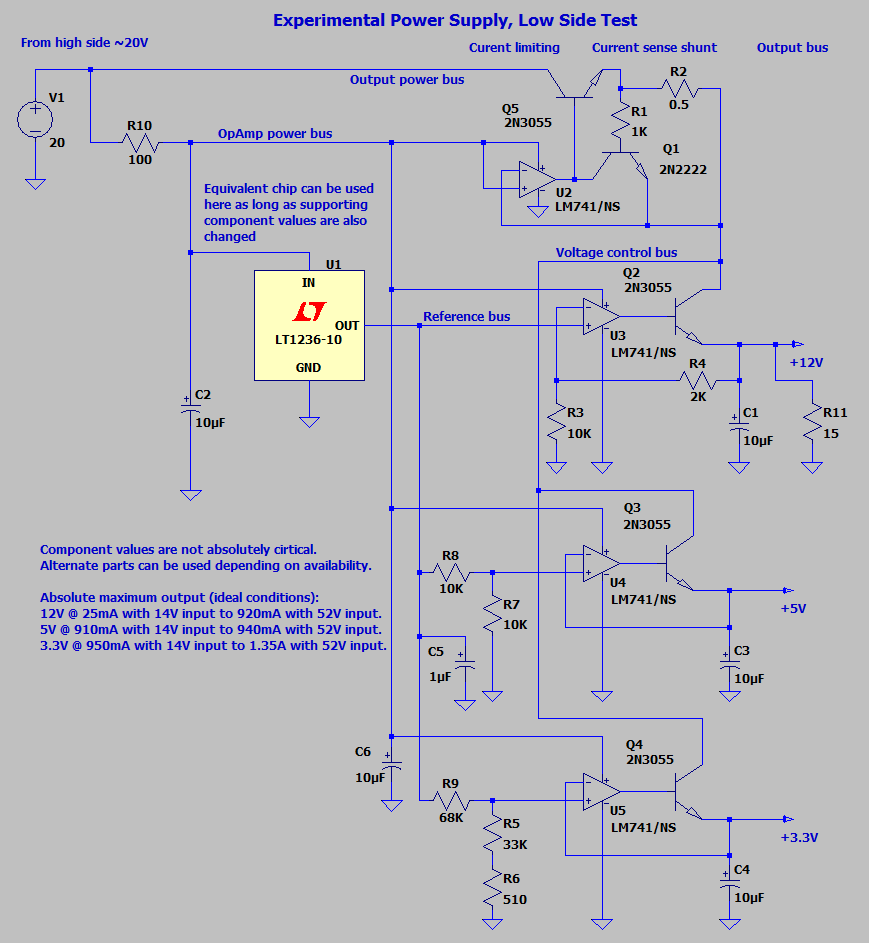 Experimental Power Supply, Low Side Test
From high side ~20V
Curent limiting
Current sense shunt
Output bus
Output power bus
V1
20
R10
100
OpAmp power bus
Q5
2N3055
R2
0.5
R1
1K
Q1
2N2222
U2
LM741/NS
Equivalent chip can be used
here as long as supporting
component values are also
changed
U1
IN
OUT
LT1236-10
GND
Voltage control bus
Q2
2N3055
Reference bus
U3
LM741/NS
+12V
R4
2K
C2
10µF
R3
10K
C1
10µF
R11
15
Q3
2N3055
Component values are not absolutely cirtical.
Alternate parts can be used depending on availability.
Absolute maximum output (ideal conditions):
12V @ 25mA with 14V input to 920mA with 52V input.
5V @ 910mA with 14V input to 940mA with 52V input.
3.3V @ 950mA with 14V input to 1.35A with 52V input.
R8
10K
R7
10K
U4
LM741/NS
+5V
C5
1µF
C3
10µF
C6
10µF
Q4
2N3055
R9
68K
R5
33K
R6
510
U5
LM741/NS
+3.3V
C4
10µF